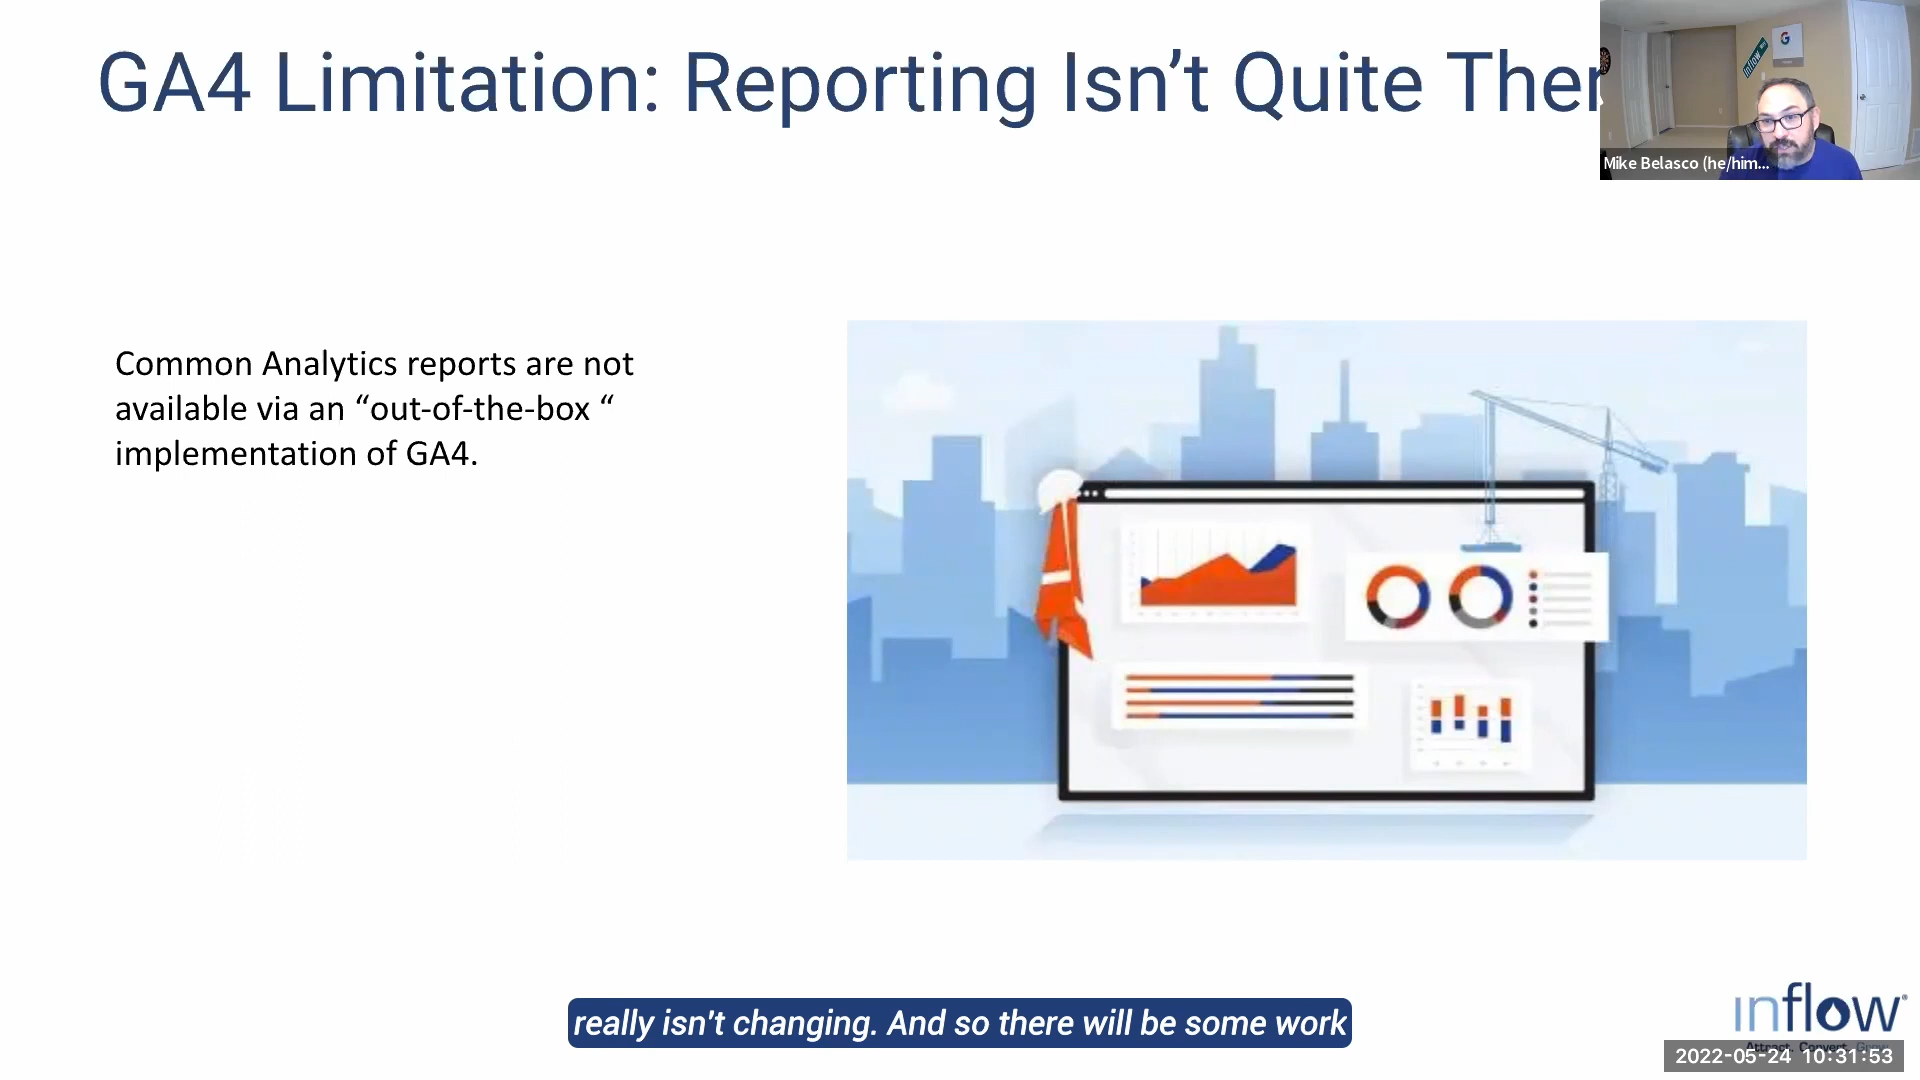 GA4 Limitation: Reporting Isn’t Quite Ther
Mike Belasco (he/him...
Common Analytics reports are not
available via an “out-of-the-box “
implementation of GA4.
really isn't changing. And so there will be some work
inflow
2022-05-24 10:31:53